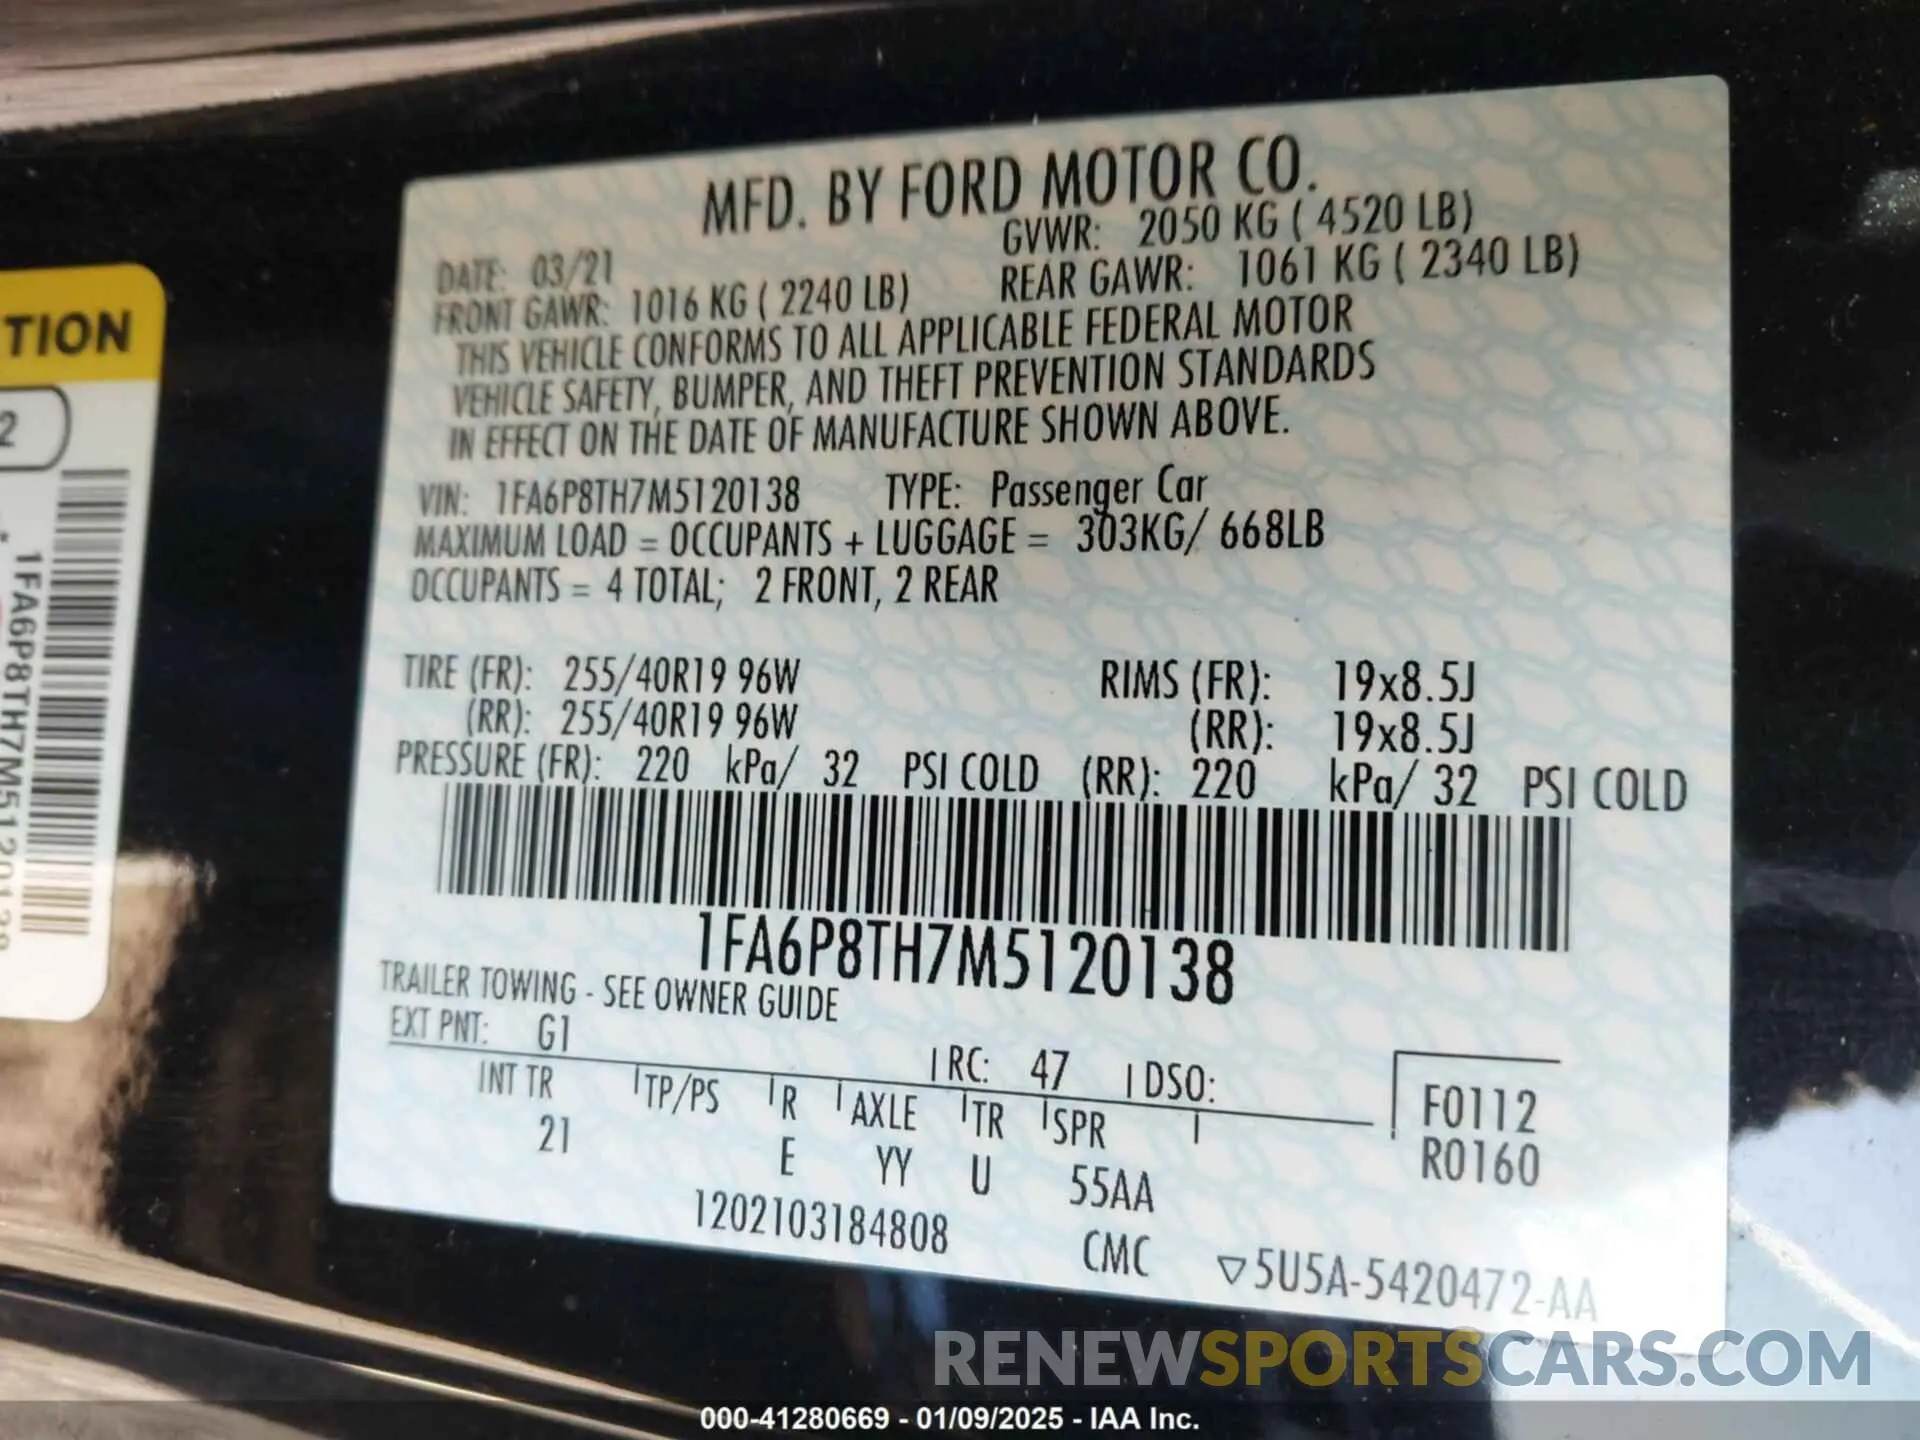 MFD. BY FORD MOTOR CO.
DATE: 03/21 GVWR: 2050 KG ( 4520 LB)
FRONT GAWR: 1016 KG ( 2240 LB) REAR GAWR: 1061 KG ( 2340 LB)
THIS VEHICLE CONFORMS TO ALL APPLICABLE FEDERAL MOTOR
VEHICLE SAFETY, BUMPER, AND THEFT PREVENTION STANDARDS
IN EFFECT ON THE DATE OF MANUFACTURE SHOWN ABOVE.
VIN: 1FA6P8TH7M5120138 TYPE: Passenger Car
MAXIMUM LOAD = OCCUPANTS + LUGGAGE = 303KG/ 668LB
OCCUPANTS = 4 TOTAL; 2 FRONT, 2 REAR
TIRE (FR): 255/40R19 96W RIMS (FR): 19x8.5J
(RR): 255/40R19 96W (RR): 19x8.5J
PRESSURE (FR): 220 kPa/ 32 PSI COLD (RR): 220 kPa/ 32 PSI COLD
1FA6P8TH7M5120138
TRAILER TOWING - SEE OWNER GUIDE
EXT PNT: G1 RC: 47 DSO:
INT TR TP/PS R AXLE TR SPR F0112
21 E YY U 55AA R0160
1202103184808 CMC ▽5U5A-5420472-AA
TION
2
1FA6P8TH7M5120138
RENEWSPORTSCARS.COM
000-41280669 - 01/09/2025 - IAA Inc.